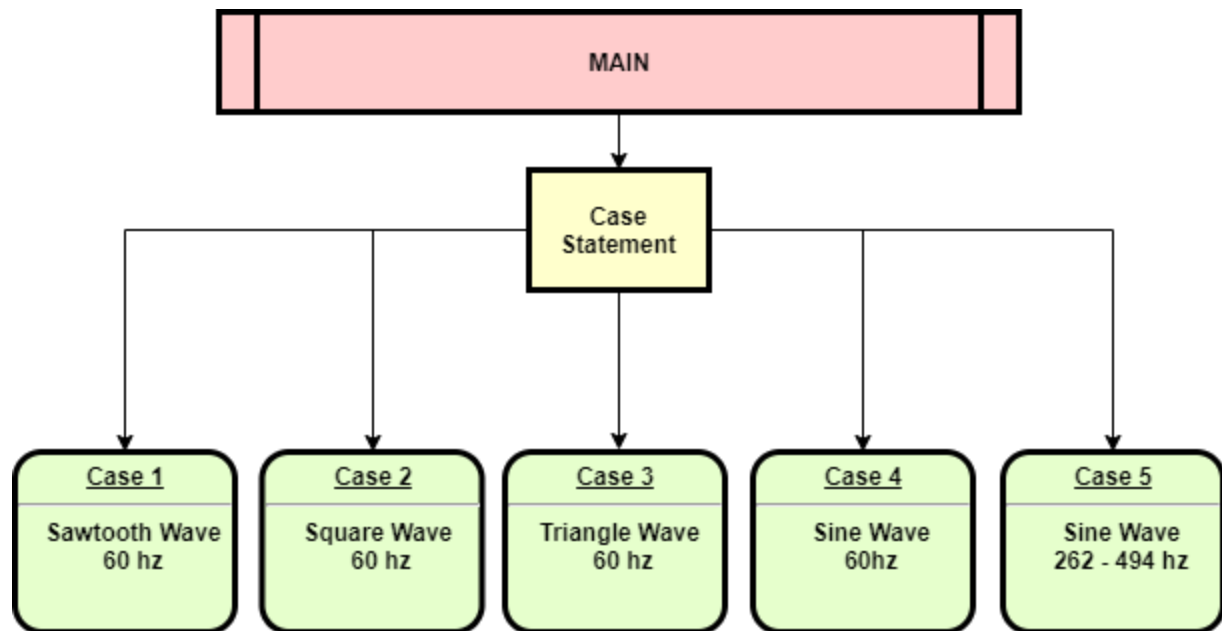 MAIN
Case
Statement
Case 1
Sawtooth Wave
60 hz
Case 2
Square Wave
60 hz
Case 3
Triangle Wave
60 hz
Case 4
Sine Wave
60hz
Case 5
Sine Wave
262 - 494 hz